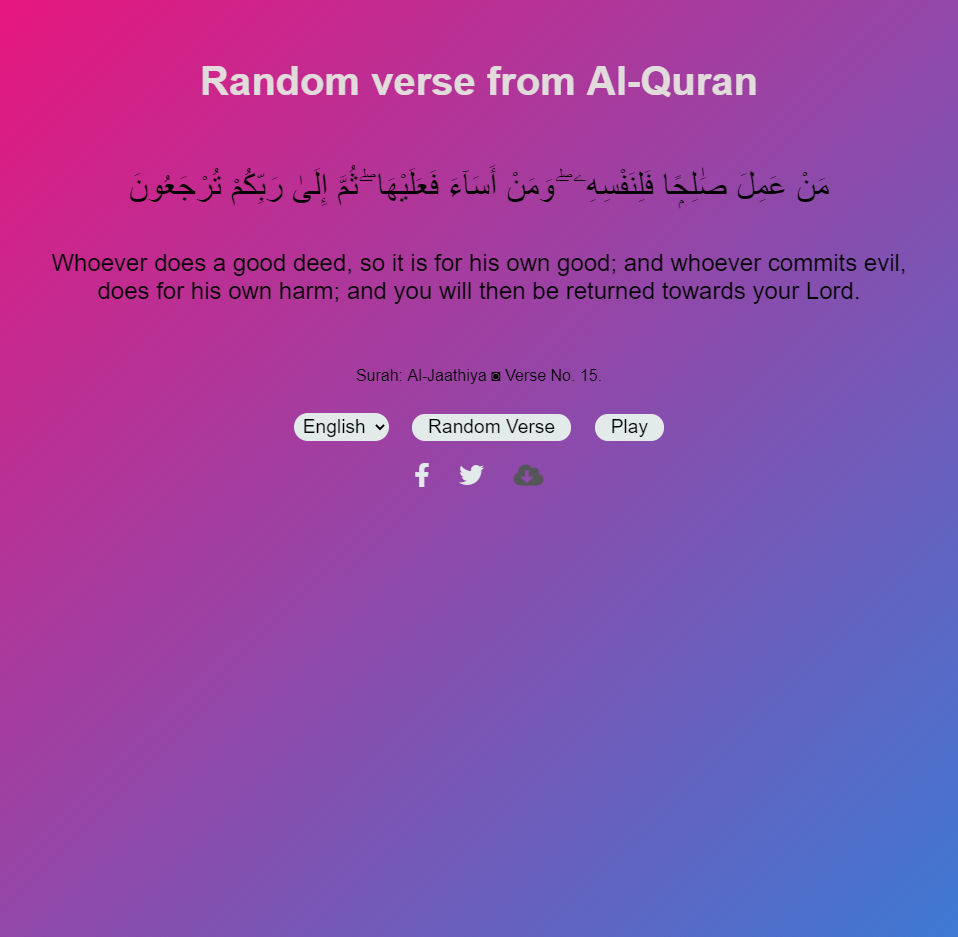 Random verse from Al-Quran
مَنْ عَمِلَ صَٰلِحًۭا فَلِنَفْسِهِۦ ۖ وَمَنْ أَسَآءَ فَعَلَيْهَا ۖ ثُمَّ إِلَىٰ رَبِّكُمْ تُرْجَعُونَ
Whoever does a good deed, so it is for his own good; and whoever commits evil,
does for his own harm; and you will then be returned towards your Lord.
Surah: Al-Jaathiya ◙ Verse No. 15.
English Random Verse Play